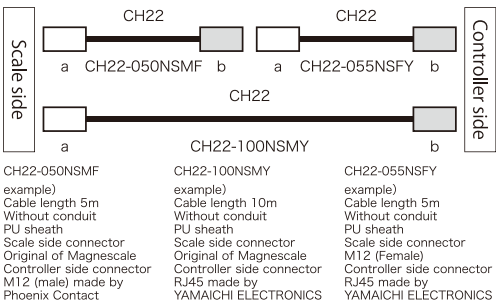 Scale side
Controller side
CH22
CH22
a
CH22-050NSMF
b
a
CH22-055NSFY
b
CH22
a
CH22-100NSMY
b
CH22-050NSMF
example)
Cable length 5m
Without conduit
PU sheath
Scale side connector
Original of Magnescale
Controller side connector
M12 (male) made by
Phoenix Contact
CH22-100NSMY
example)
Cable length 10m
Without conduit
PU sheath
Scale side connector
Original of Magnescale
Controller side connector
RJ45 made by
YAMAICHI ELECTRONICS
CH22-055NSFY
example)
Cable length 5m
Without conduit
PU sheath
Scale side connector
M12 (Female)
Controller side connector
RJ45 made by
YAMAICHI ELECTRONICS